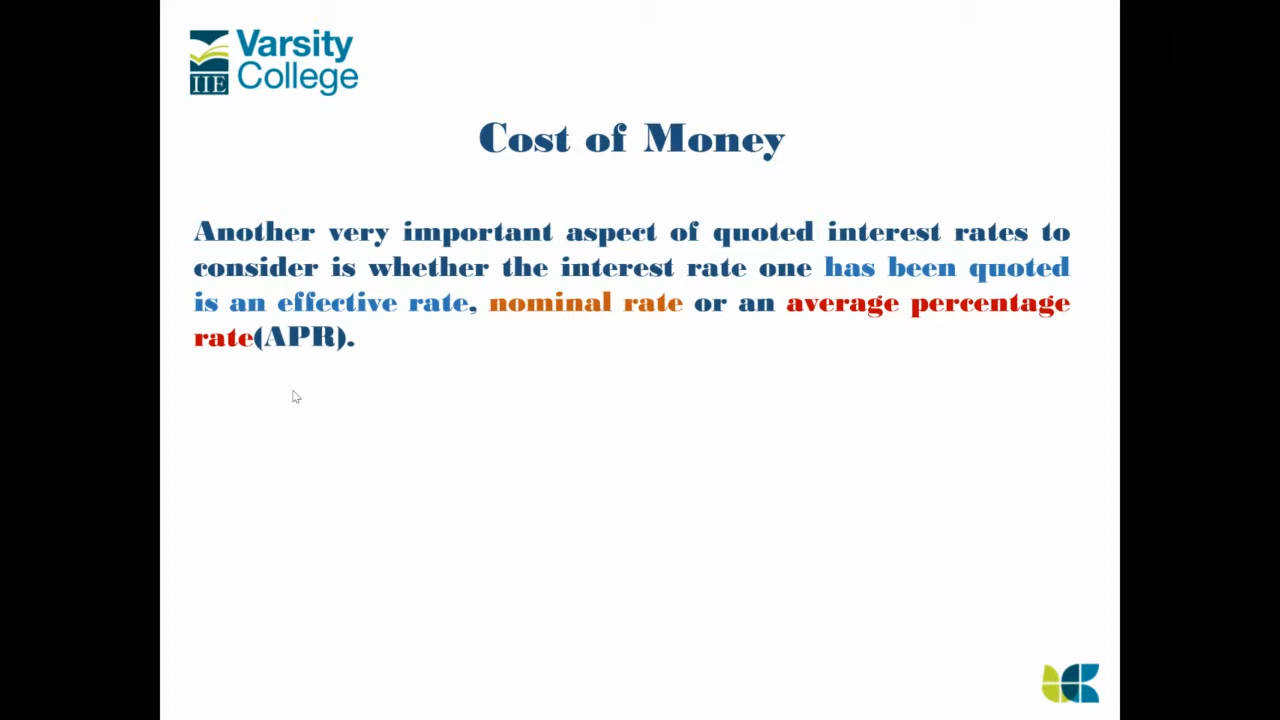 Varsity
College
IIE
Cost of Money
Another very important aspect of quoted interest rates to
consider is whether the interest rate one has been quoted
is an effective rate, nominal rate or an average percentage
rate(APR).